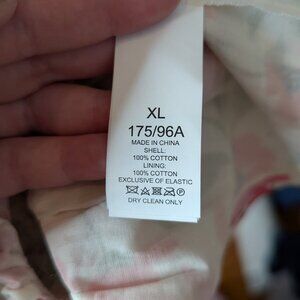 XL
175/96A
MADE IN CHINA
SHELL:
100% COTTON
LINING:
100% COTTON
EXCLUSIVE OF ELASTIC
DRY CLEAN ONLY